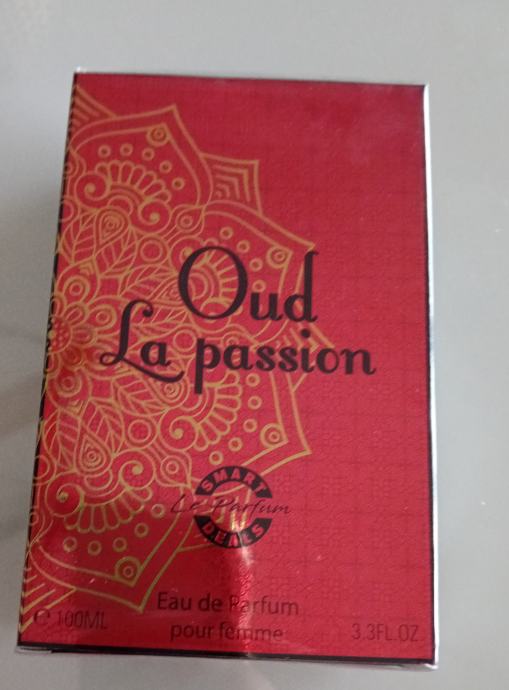 Oud
La passion
SMART
Le Parfum
DEALS
Eau de Parfum
pour femme
e 100ML
3.3FL.OZ